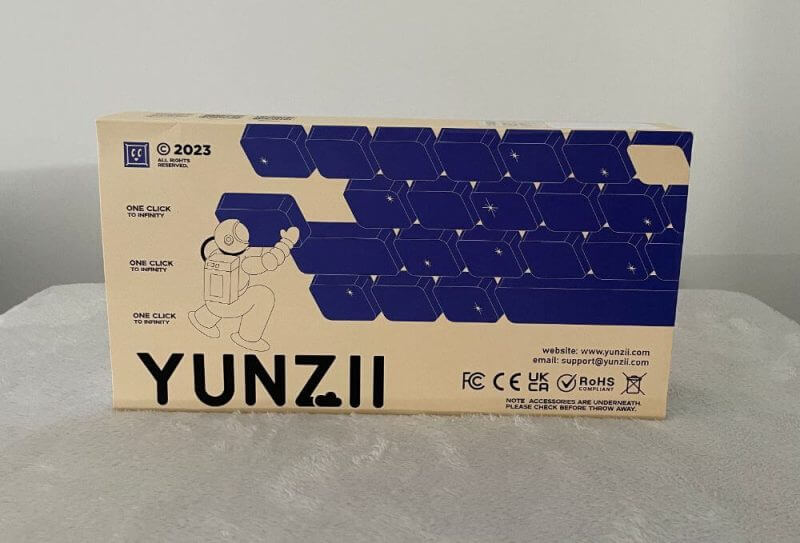 © 2023
ALL RIGHTS
RESERVED.
ONE CLICK
TO INFINITY
ONE CLICK
TO INFINITY
ONE CLICK
TO INFINITY
YUNZII
website: www.yunzii.com
email: support@yunzii.com
FC CE UK CA RoHS
COMPLIANT
NOTE ACCESSORIES ARE UNDERNEATH.
PLEASE CHECK BEFORE THROW AWAY.